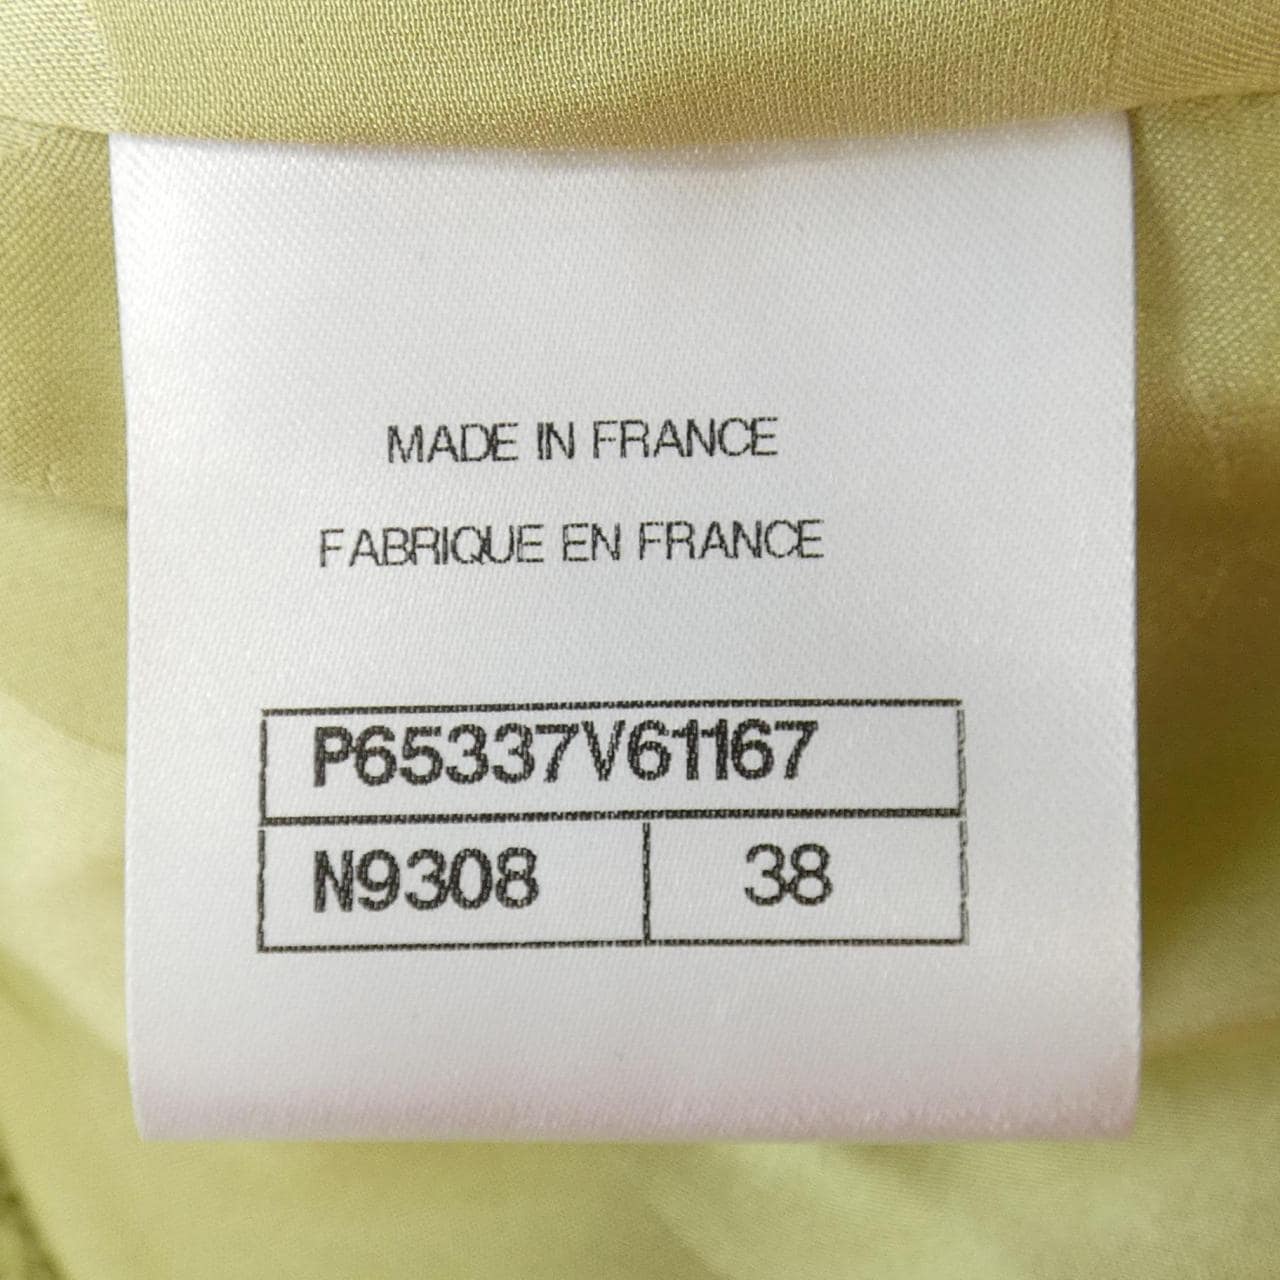 MADE IN FRANCE
FABRIQUE EN FRANCE
P65337V61167
N9308 38